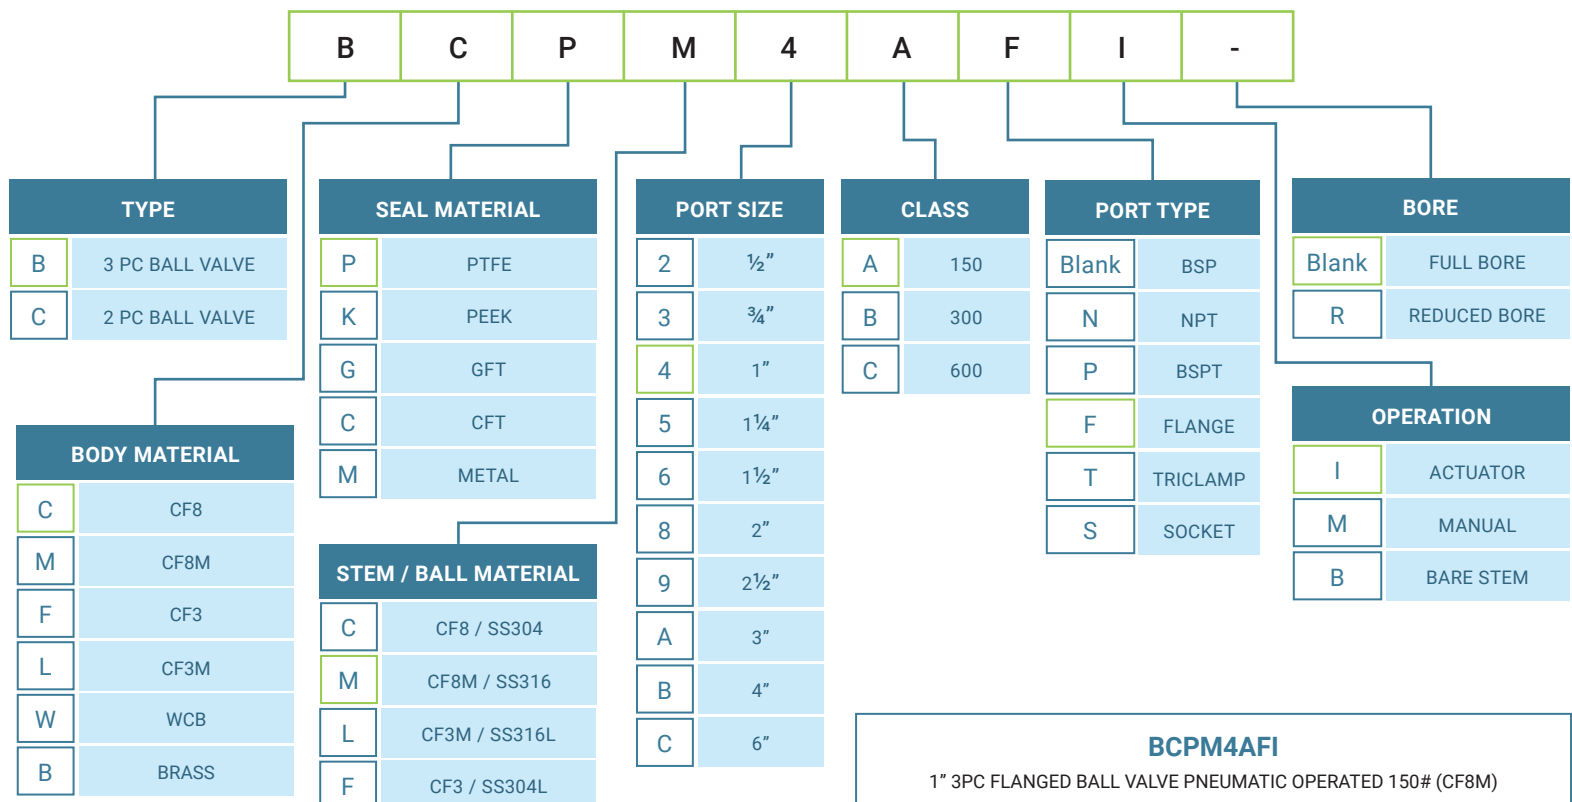 B C P M 4 A F I -
TYPE
B 3 PC BALL VALVE
C 2 PC BALL VALVE
BODY MATERIAL
C CF8
M CF8M
F CF3
L CF3M
W WCB
B BRASS
SEAL MATERIAL
P PTFE
K PEEK
G GFT
C CFT
M METAL
STEM / BALL MATERIAL
C CF8 / SS304
M CF8M / SS316
L CF3M / SS316L
F CF3 / SS304L
PORT SIZE
2 ½”
3 ¾”
4 1”
5 1¼”
6 1½”
8 2”
9 2½”
A 3”
B 4”
C 6”
CLASS
A 150
B 300
C 600
PORT TYPE
Blank BSP
N NPT
P BSPT
F FLANGE
T TRICLAMP
S SOCKET
BORE
Blank FULL BORE
R REDUCED BORE
OPERATION
I ACTUATOR
M MANUAL
B BARE STEM
BCPM4AFI
1” 3PC FLANGED BALL VALVE PNEUMATIC OPERATED 150# (CF8M)